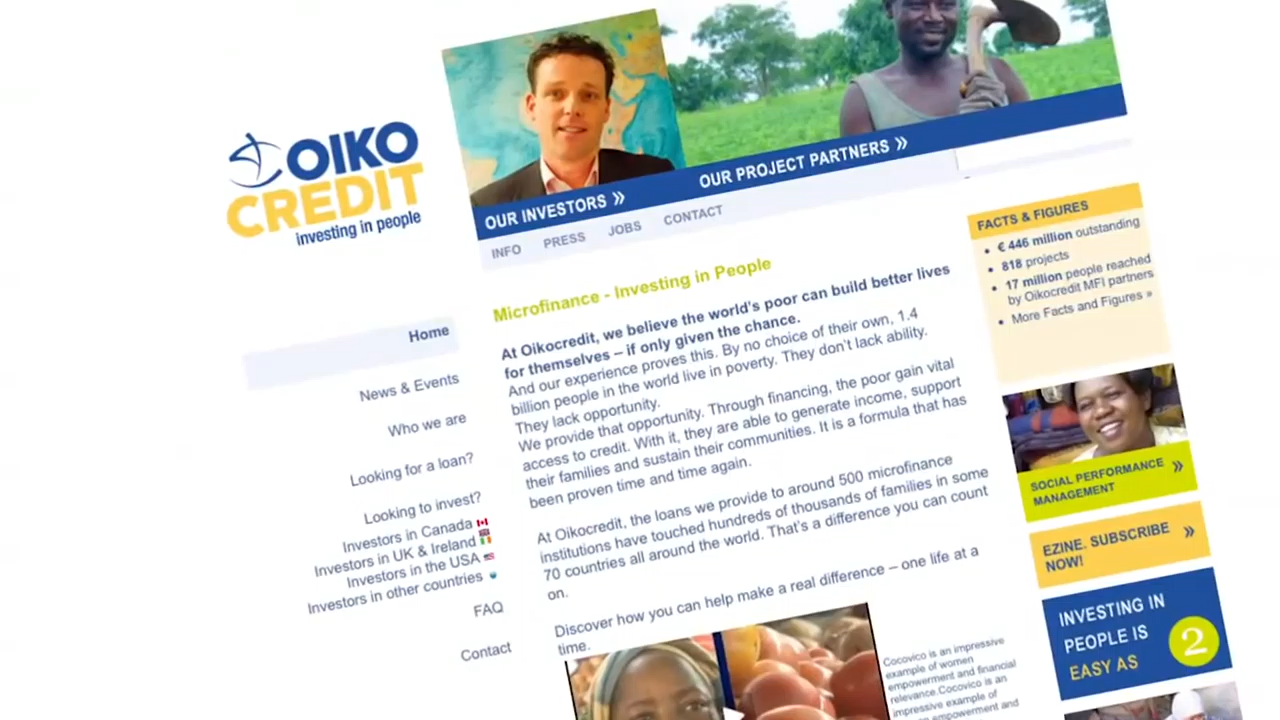 OIKO
CREDIT
investing in people
OUR INVESTORS »
OUR PROJECT PARTNERS »
INFO PRESS JOBS CONTACT
Home
News & Events
Who we are
Looking for a loan?
Looking to invest?
Investors in Canada
Investors in UK & Ireland
Investors in the USA
Investors in other countries
FAQ
Contact
Microfinance - Investing in People
At Oikocredit, we believe the world's poor can build better lives
for themselves – if only given the chance.
And our experience proves this. By no choice of their own, 1.4
billion people in the world live in poverty. They don't lack ability.
They lack opportunity.
We provide that opportunity. Through financing, the poor gain vital
access to credit. With it, they are able to generate income, support
their families and sustain their communities. It is a formula that has
been proven time and time again.
At Oikocredit, the loans we provide to around 500 microfinance
institutions have touched hundreds of thousands of families in some
70 countries all around the world. That's a difference you can count
on.
Discover how you can help make a real difference – one life at a
time.
Cocovico is an impressive
example of women
empowerment and financial
relevance.Cocovico is an
impressive example of
empowerment and
FACTS & FIGURES
• € 446 million outstanding
• 818 projects
• 17 million people reached
by Oikocredit MFI partners
• More Facts and Figures »
SOCIAL PERFORMANCE
MANAGEMENT »
EZINE. SUBSCRIBE
NOW! »
INVESTING IN
PEOPLE IS
EASY AS 2